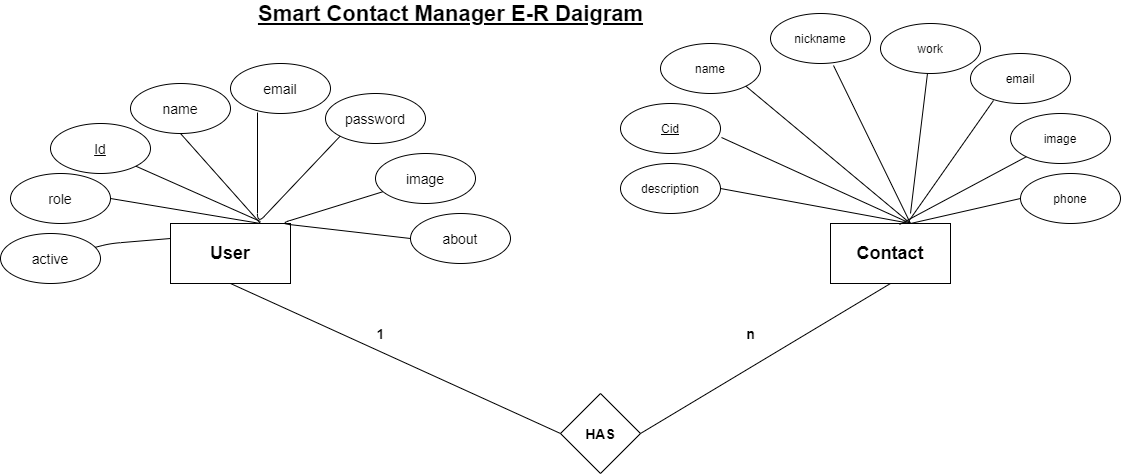 Smart Contact Manager E-R Daigram
nickname
work
name
email
email
name
password
Cid
image
Id
image
description
phone
role
about
active
User
Contact
1
n
HAS